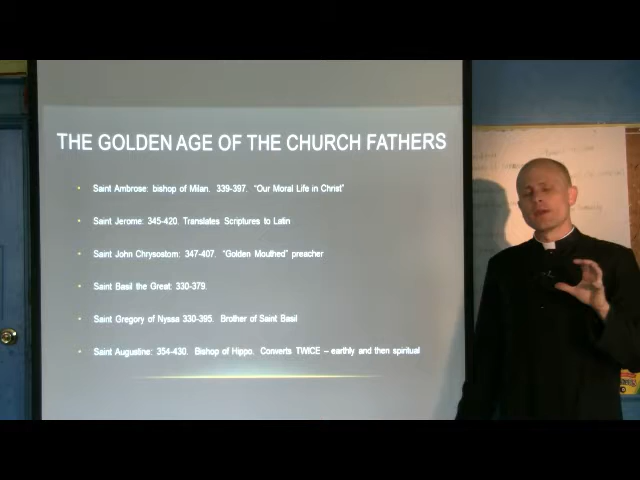 THE GOLDEN AGE OF THE CHURCH FATHERS
Saint Ambrose: bishop of Milan. 339-397. "Our Moral Life in Christ"
Saint Jerome: 345-420. Translates Scriptures to Latin
Saint John Chrysostom: 347-407. "Golden Mouthed" preacher
Saint Basil the Great: 330-379.
Saint Gregory of Nyssa 330-395. Brother of Saint Basil
Saint Augustine: 354-430. Bishop of Hippo. Converts TWICE – earthly and then spiritual